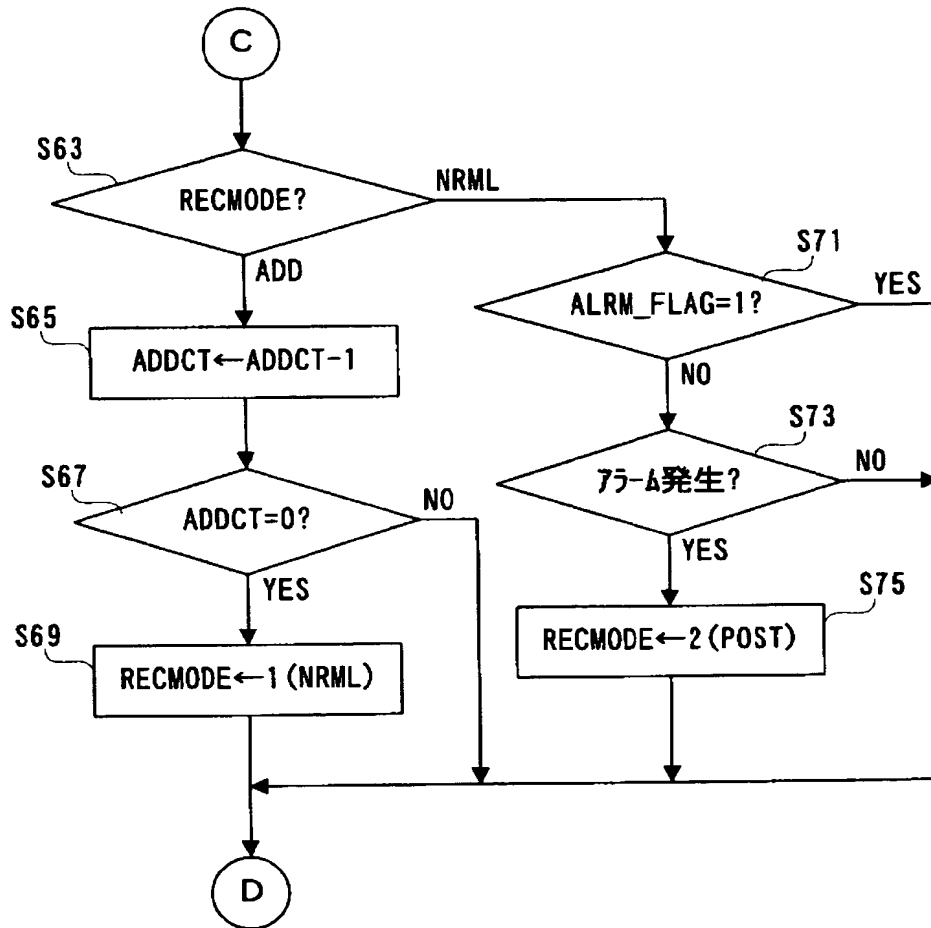 C
S63
RECMODE?
NRML
ADD
S71
ALRM_FLAG=1?
YES
NO
S65
ADDCT←ADDCT-1
S73
アラーム発生?
NO
YES
S67
ADDCT=0?
NO
YES
S75
RECMODE←2(POST)
S69
RECMODE←1(NRML)
D